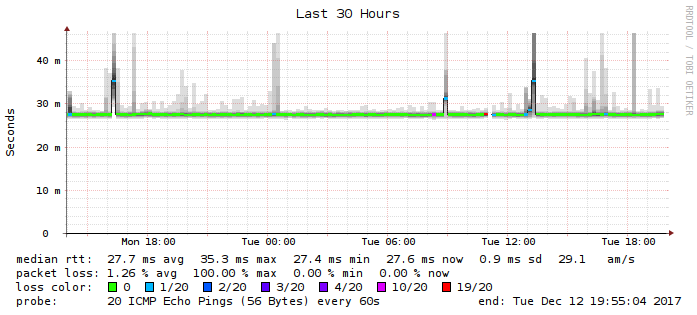 Last 30 Hours
RRDTOOL / TOBI OETIKER
Seconds
40 m
30 m
20 m
10 m
0
Mon 18:00 Tue 00:00 Tue 06:00 Tue 12:00 Tue 18:00
median rtt: 27.7 ms avg 35.3 ms max 27.4 ms min 27.6 ms now 0.9 ms sd 29.1 am/s
packet loss: 1.26 % avg 100.00 % max 0.00 % min 0.00 % now
loss color: 0 1/20 2/20 3/20 4/20 10/20 19/20
probe: 20 ICMP Echo Pings (56 Bytes) every 60s end: Tue Dec 12 19:55:04 2017